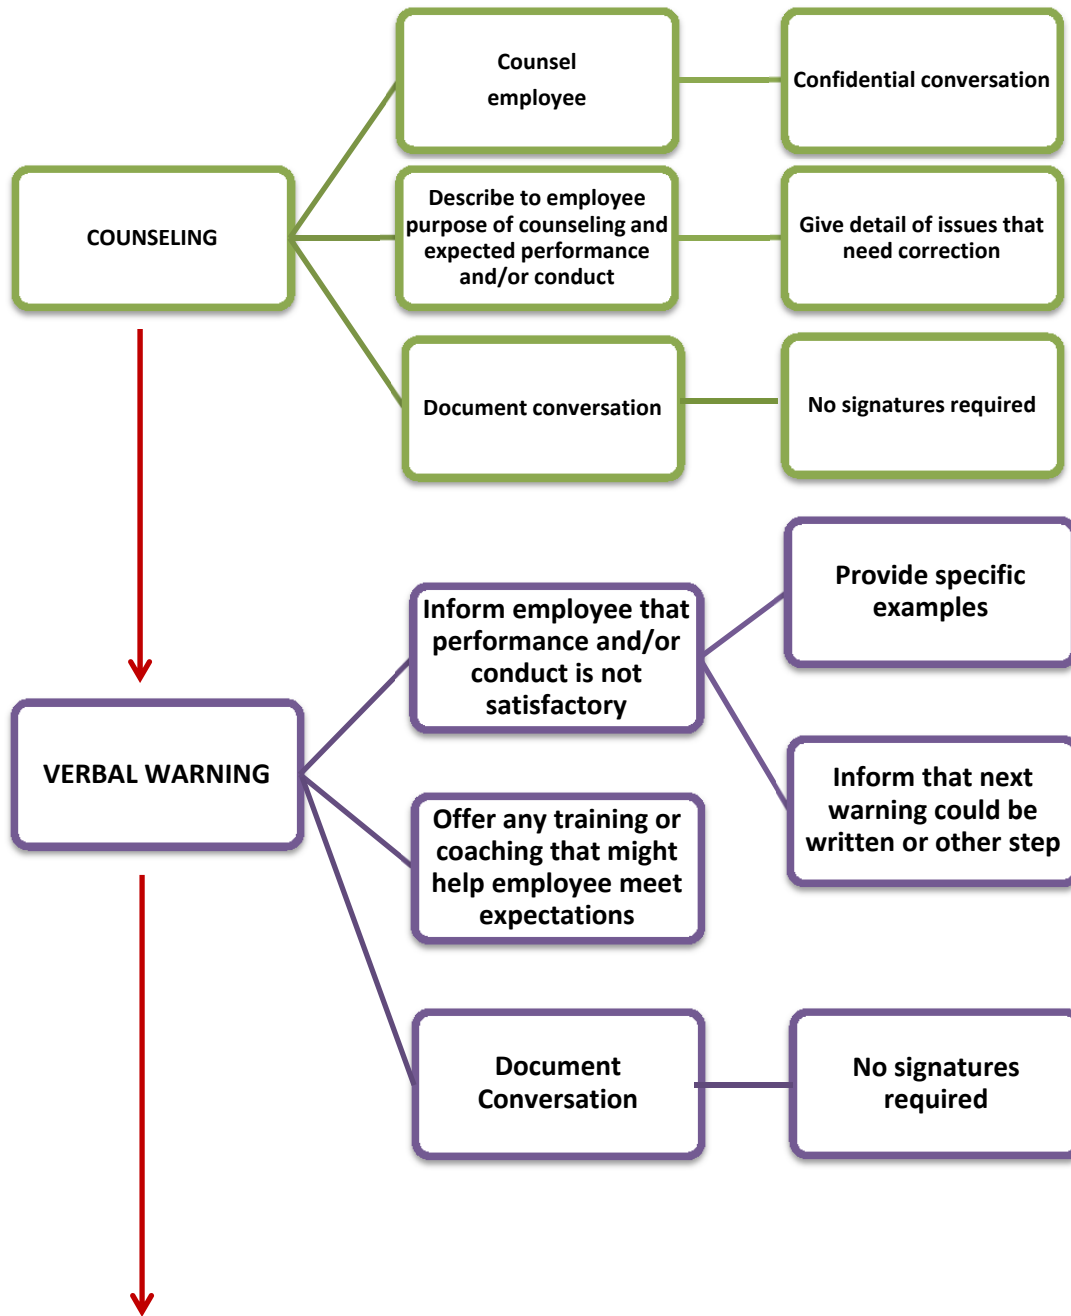 COUNSELING
Counsel
employee
Confidential conversation
Describe to employee
purpose of counseling and
expected performance
and/or conduct
Give detail of issues that
need correction
Document conversation
No signatures required
VERBAL WARNING
Inform employee that
performance and/or
conduct is not
satisfactory
Provide specific
examples
Inform that next
warning could be
written or other step
Offer any training or
coaching that might
help employee meet
expectations
Document
Conversation
No signatures
required